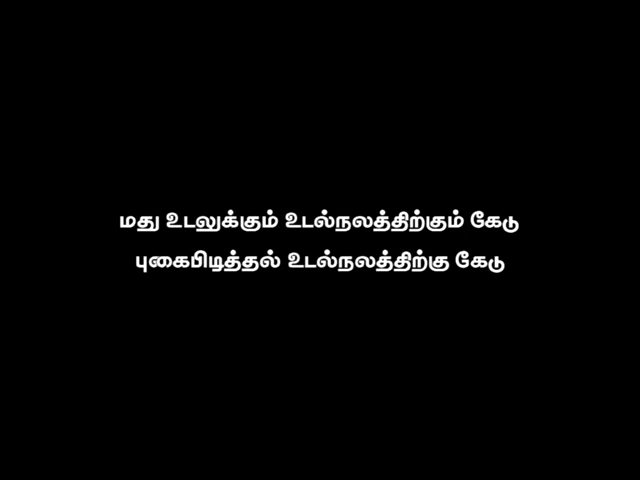 மது உடலுக்கும் உடல்நலத்திற்கும் கேடு
புகைபிடித்தல் உடல்நலத்திற்கு கேடு